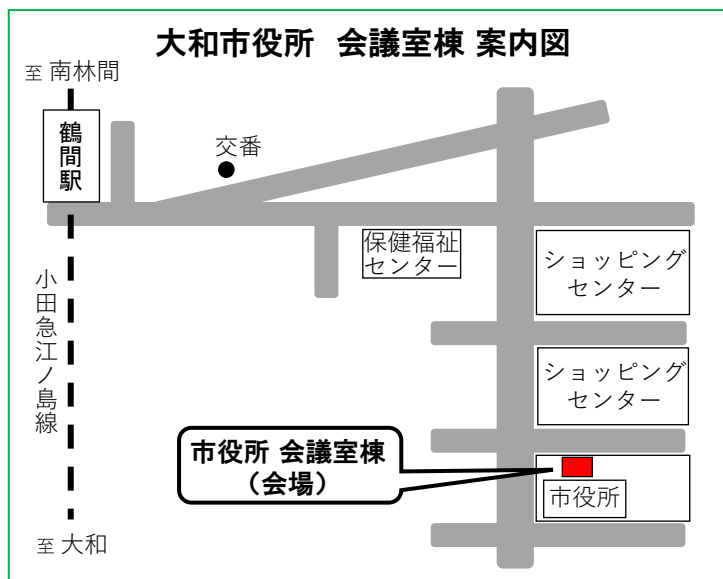 大和市役所 会議室棟 案内図
至 南林間
鶴間駅
交番
保健福祉
センター
ショッピング
センター
小田急江ノ島線
ショッピング
センター
市役所 会議室棟
（会場）
市役所
至 大和